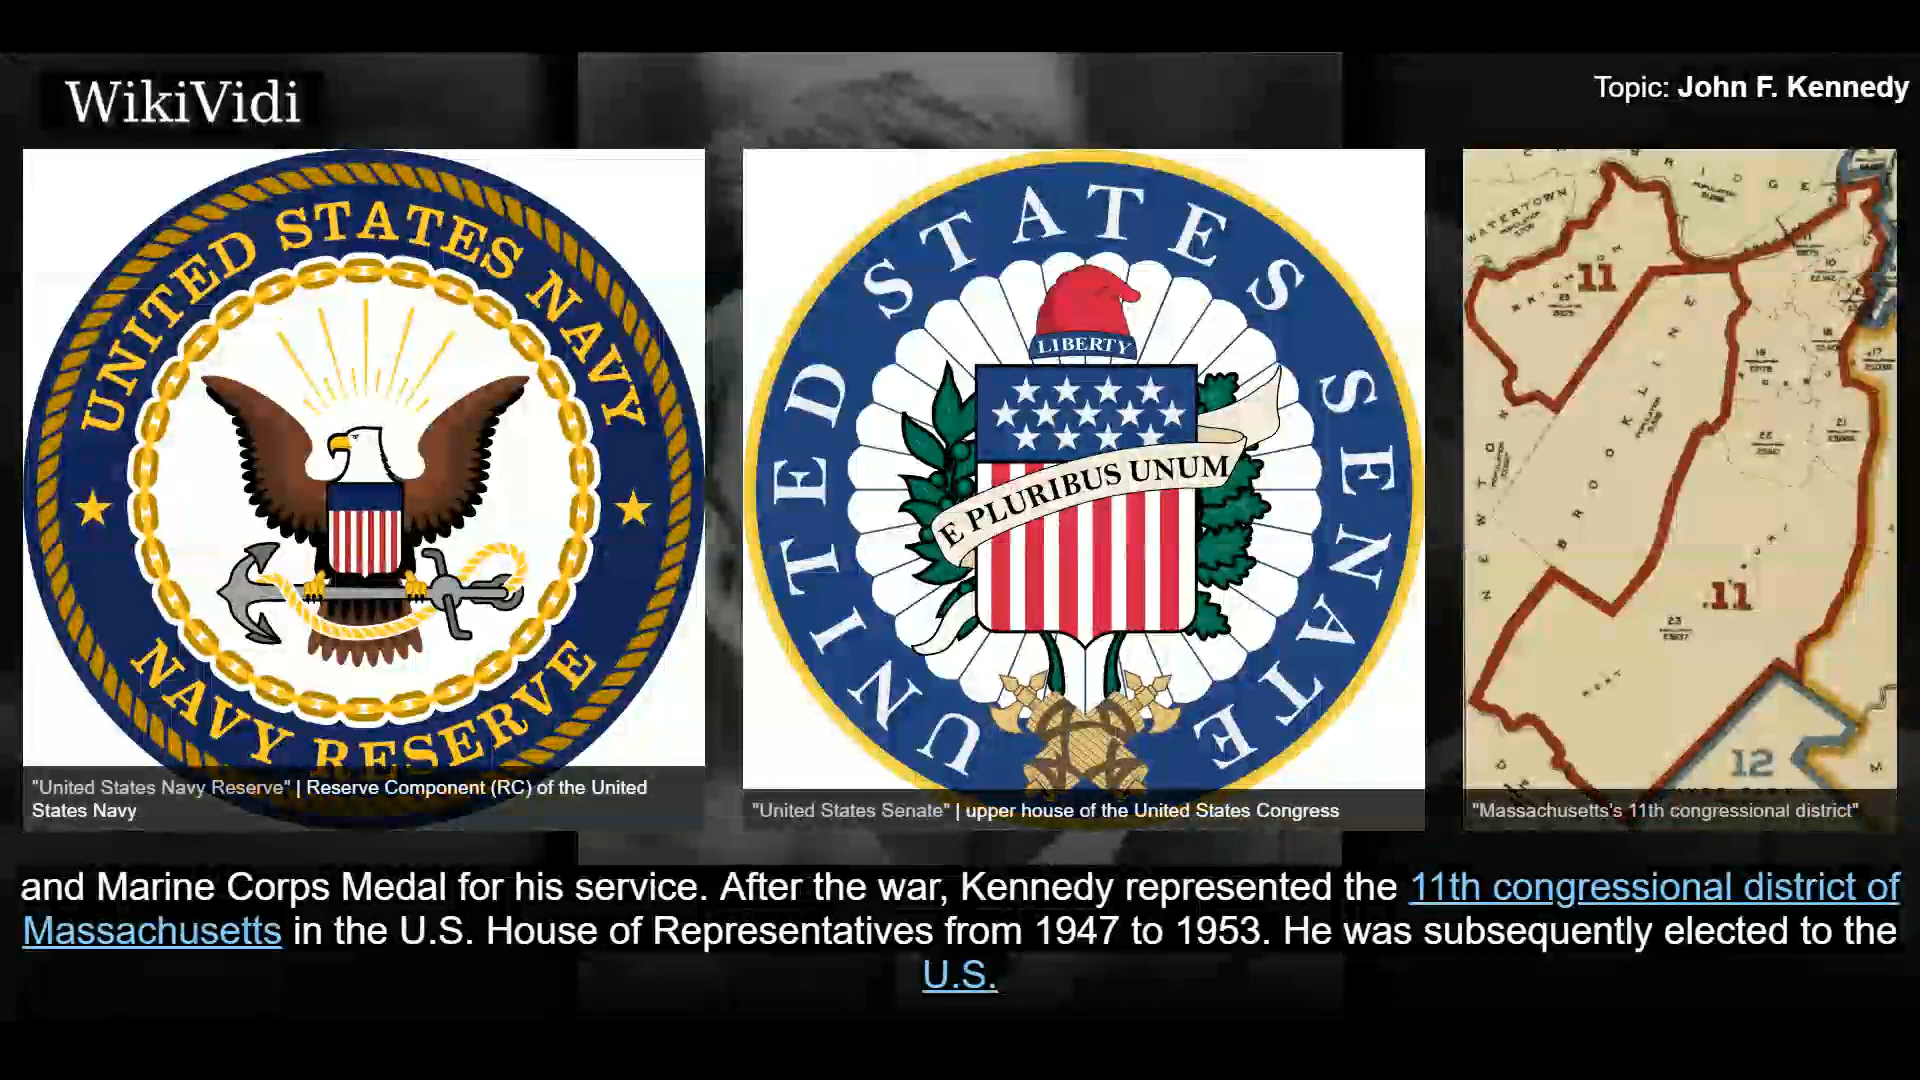 WikiVidi
Topic: John F. Kennedy
UNITED STATES NAVY
NAVY RESERVE
"United States Navy Reserve" | Reserve Component (RC) of the United
States Navy
UNITED STATES SENATE
LIBERTY
E PLURIBUS UNUM
"United States Senate" | upper house of the United States Congress
WATERTOWN
11
BROOKLINE
NEWTON
11
23
12
"Massachusetts's 11th congressional district"
and Marine Corps Medal for his service. After the war, Kennedy represented the 11th congressional district of
Massachusetts in the U.S. House of Representatives from 1947 to 1953. He was subsequently elected to the
U.S.